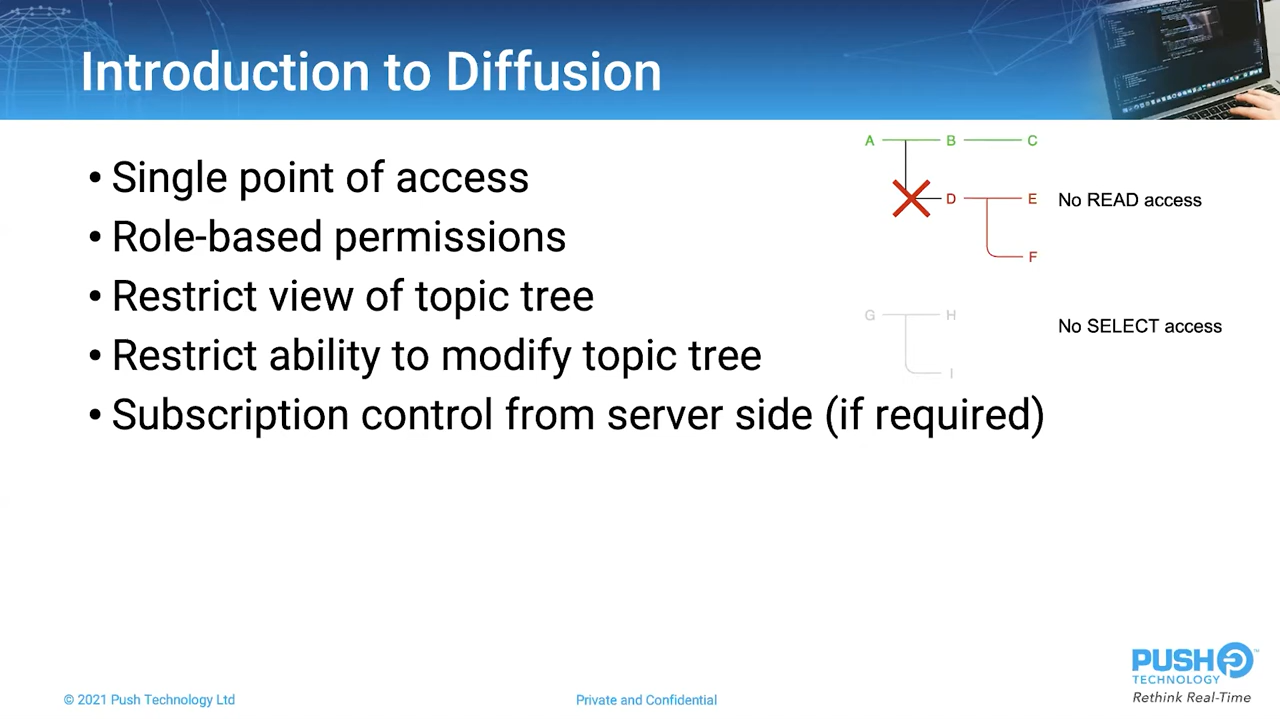 Introduction to Diffusion
• Single point of access
• Role-based permissions
• Restrict view of topic tree
• Restrict ability to modify topic tree
• Subscription control from server side (if required)
A B C
D E No READ access
F
G H
No SELECT access
I
PUSH
TECHNOLOGY
Rethink Real-Time
© 2021 Push Technology Ltd
Private and Confidential